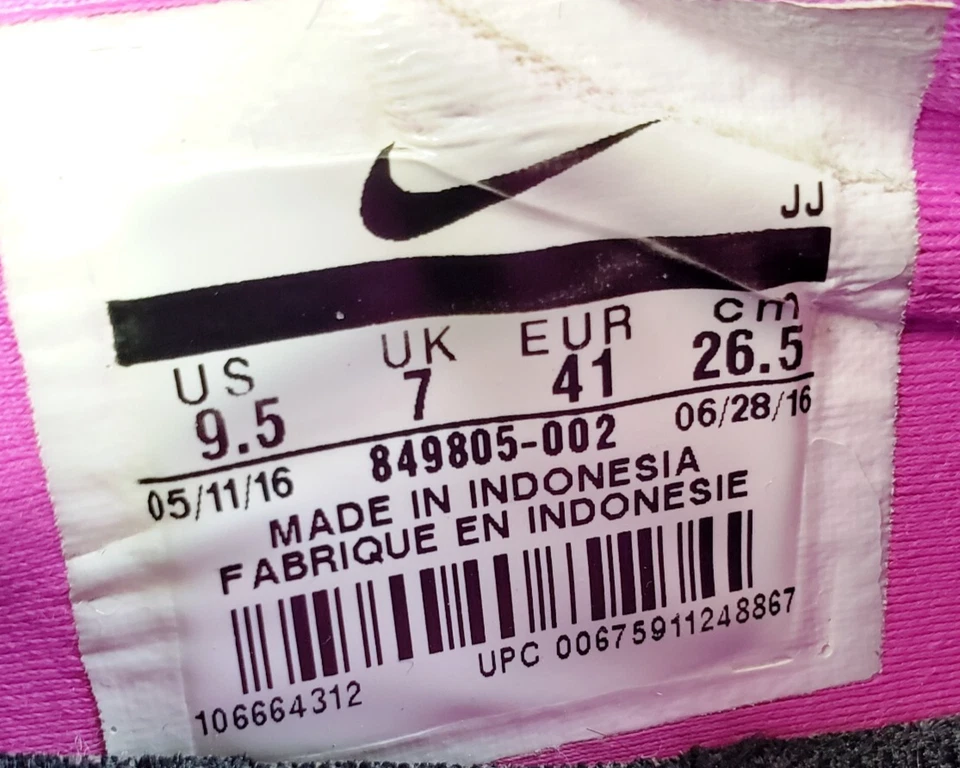 JJ
US UK EUR cm
9.5 7 41 26.5
05/11/16 849805-002 06/28/16
MADE IN INDONESIA
FABRIQUE EN INDONESIE
UPC 00675911248867
106664312